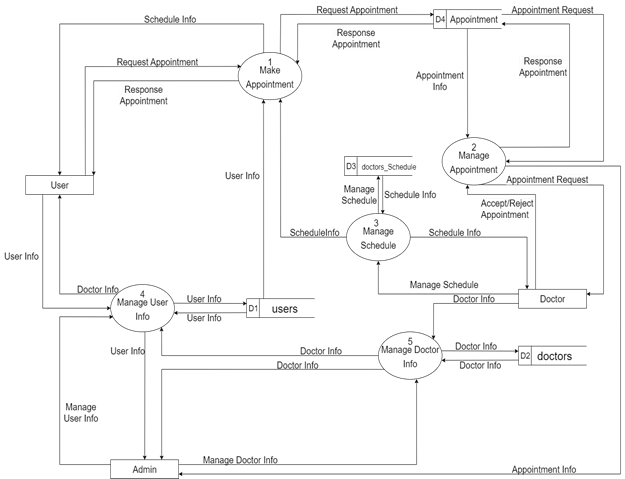 Schedule Info
Request Appointment
D4 Appointment
Appointment Request
Response
Appointment
Response
Appointment
Request Appointment
1
Make
Appointment
Response
Appointment
Appointment
Info
2
Manage
Appointment
User Info
D3 doctors_Schedule
User
Manage
Schedule
Schedule Info
Appointment Request
Accept/Reject
Appointment
3
Manage
Schedule
ScheduleInfo
Schedule Info
User Info
Doctor Info
4
Manage User
Info
User Info
User Info
D1 users
Manage Schedule
Doctor
Doctor Info
User Info
Doctor Info
Doctor Info
5
Manage Doctor
Info
Doctor Info
Doctor Info
D2 doctors
Manage
User Info
Admin
Manage Doctor Info
Appointment Info